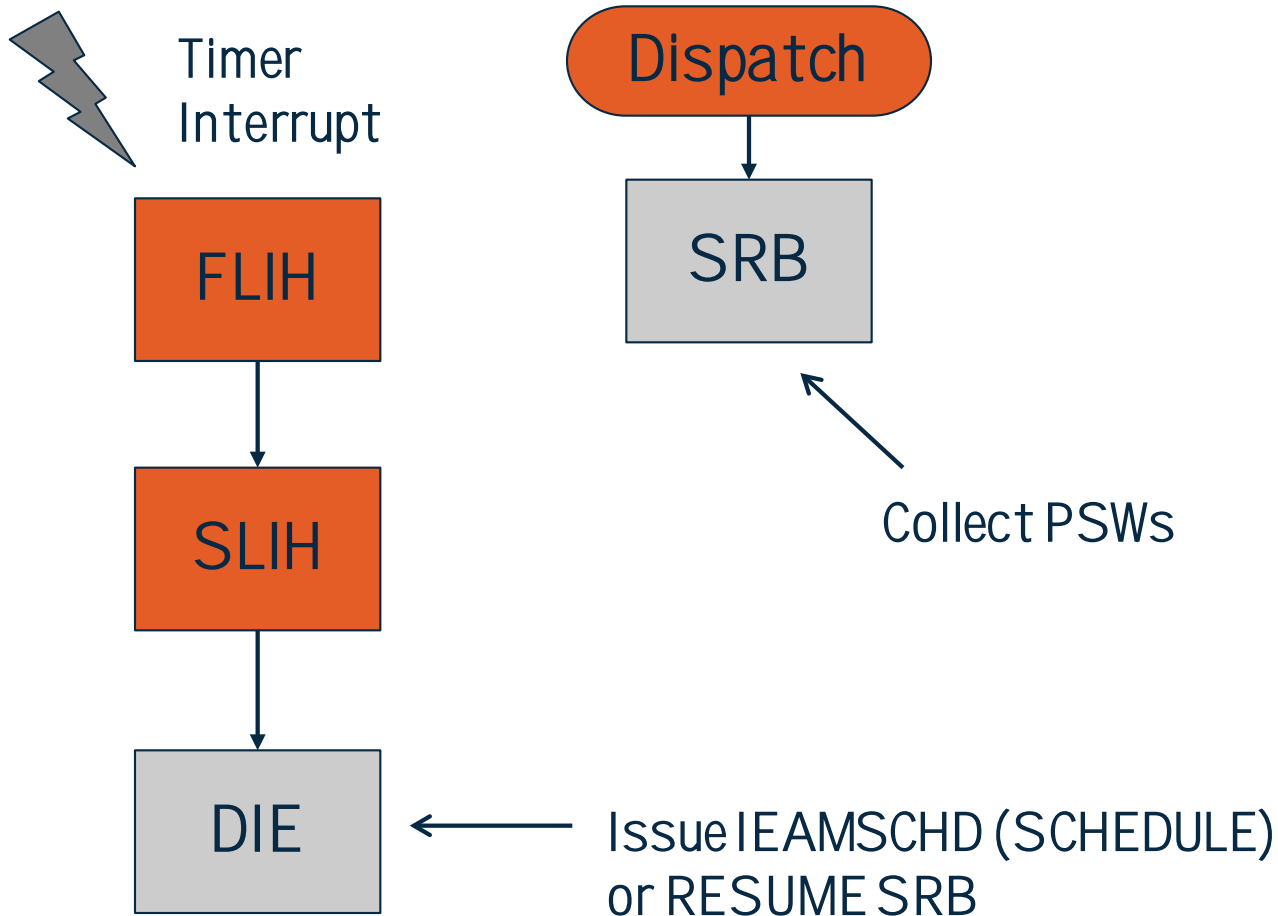 Timer
Interrupt
Dispatch
FLIH
SRB
Collect PSWs
SLIH
DIE
Issue IEAMSCHD (SCHEDULE)
or RESUME SRB